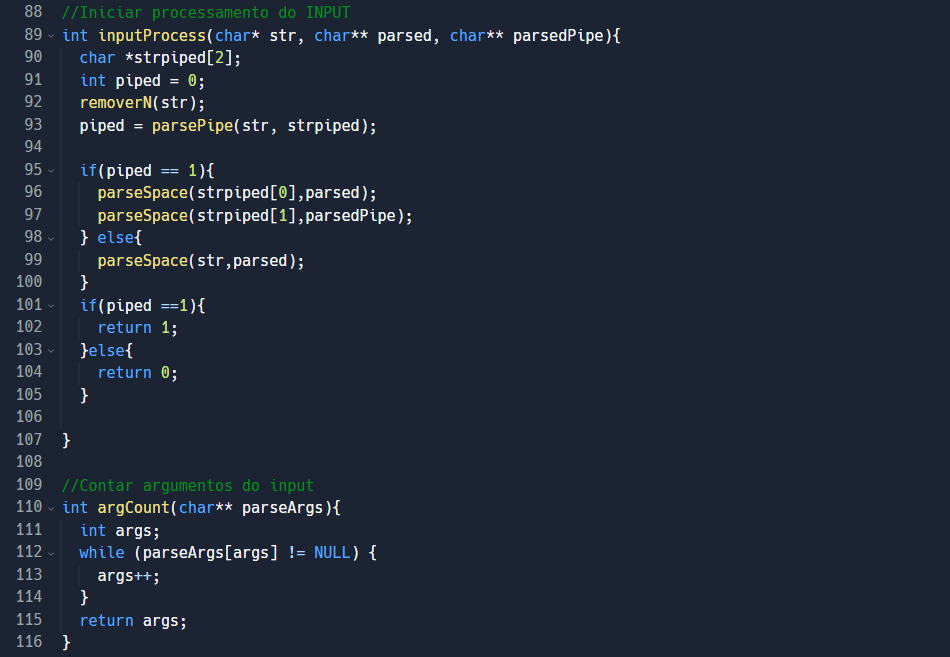 88 //Iniciar processamento do INPUT
89 int inputProcess(char* str, char** parsed, char** parsedPipe){
90 char *strpiped[2];
91 int piped = 0;
92 removerN(str);
93 piped = parsePipe(str, strpiped);
94
95 if(piped == 1){
96 parseSpace(strpiped[0],parsed);
97 parseSpace(strpiped[1],parsedPipe);
98 } else{
99 parseSpace(str,parsed);
100 }
101 if(piped ==1){
102 return 1;
103 }else{
104 return 0;
105 }
106
107 }
108
109 //Contar argumentos do input
110 int argCount(char** parseArgs){
111 int args;
112 while (parseArgs[args] != NULL) {
113 args++;
114 }
115 return args;
116 }